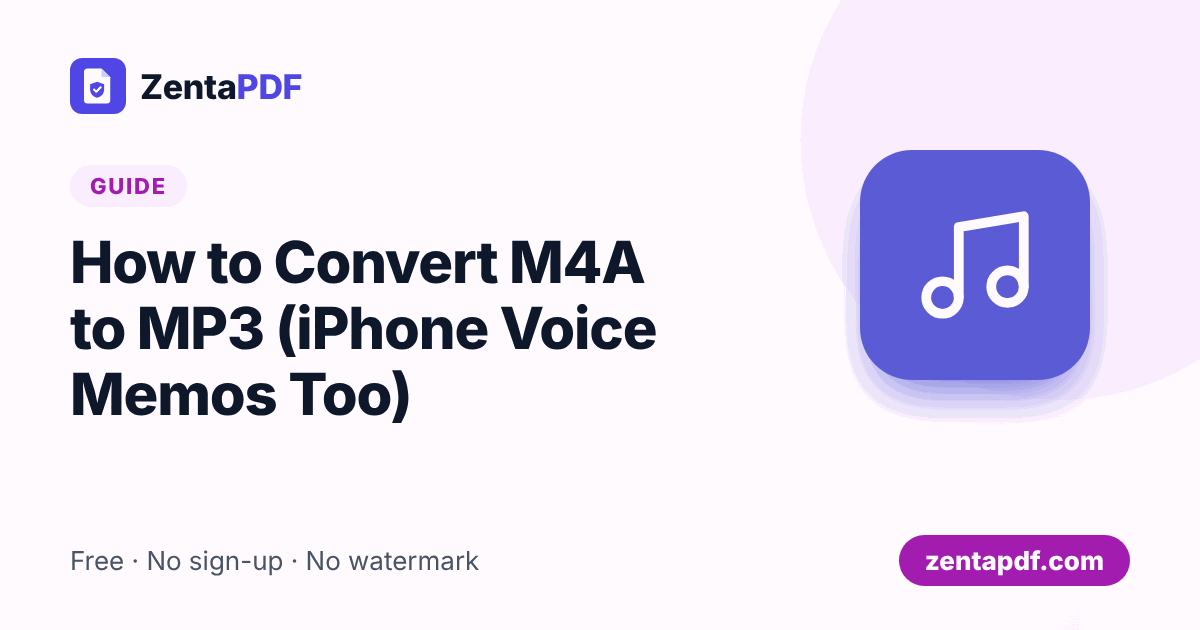 ZentaPDF
GUIDE
How to Convert M4A
to MP3 (iPhone Voice
Memos Too)
Free · No sign-up · No watermark
zentapdf.com